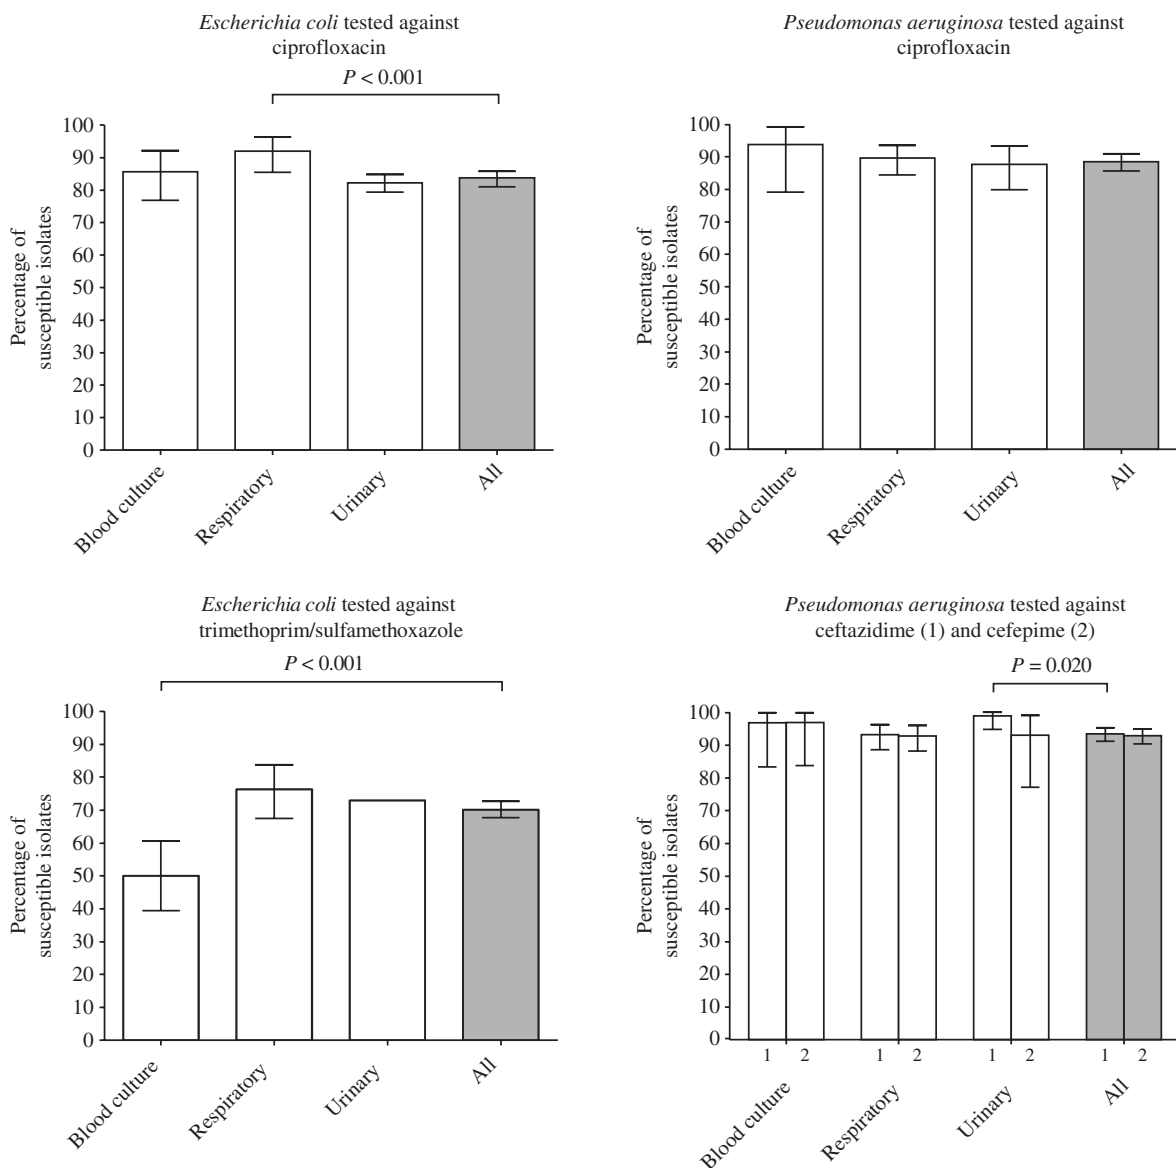 Escherichia coli tested against
ciprofloxacin
P < 0.001
100
90
80
70
60
50
40
30
20
10
0
Percentage of
susceptible isolates
Blood culture
Respiratory
Urinary
All
Pseudomonas aeruginosa tested against
ciprofloxacin
100
90
80
70
60
50
40
30
20
10
0
Percentage of
susceptible isolates
Blood culture
Respiratory
Urinary
All
Escherichia coli tested against
trimethoprim/sulfamethoxazole
P < 0.001
100
90
80
70
60
50
40
30
20
10
0
Percentage of
susceptible isolates
Blood culture
Respiratory
Urinary
All
Pseudomonas aeruginosa tested against
ceftazidime (1) and cefepime (2)
P = 0.020
100
90
80
70
60
50
40
30
20
10
0
Percentage of
susceptible isolates
1 2 1 2 1 2 1 2
Blood culture
Respiratory
Urinary
All